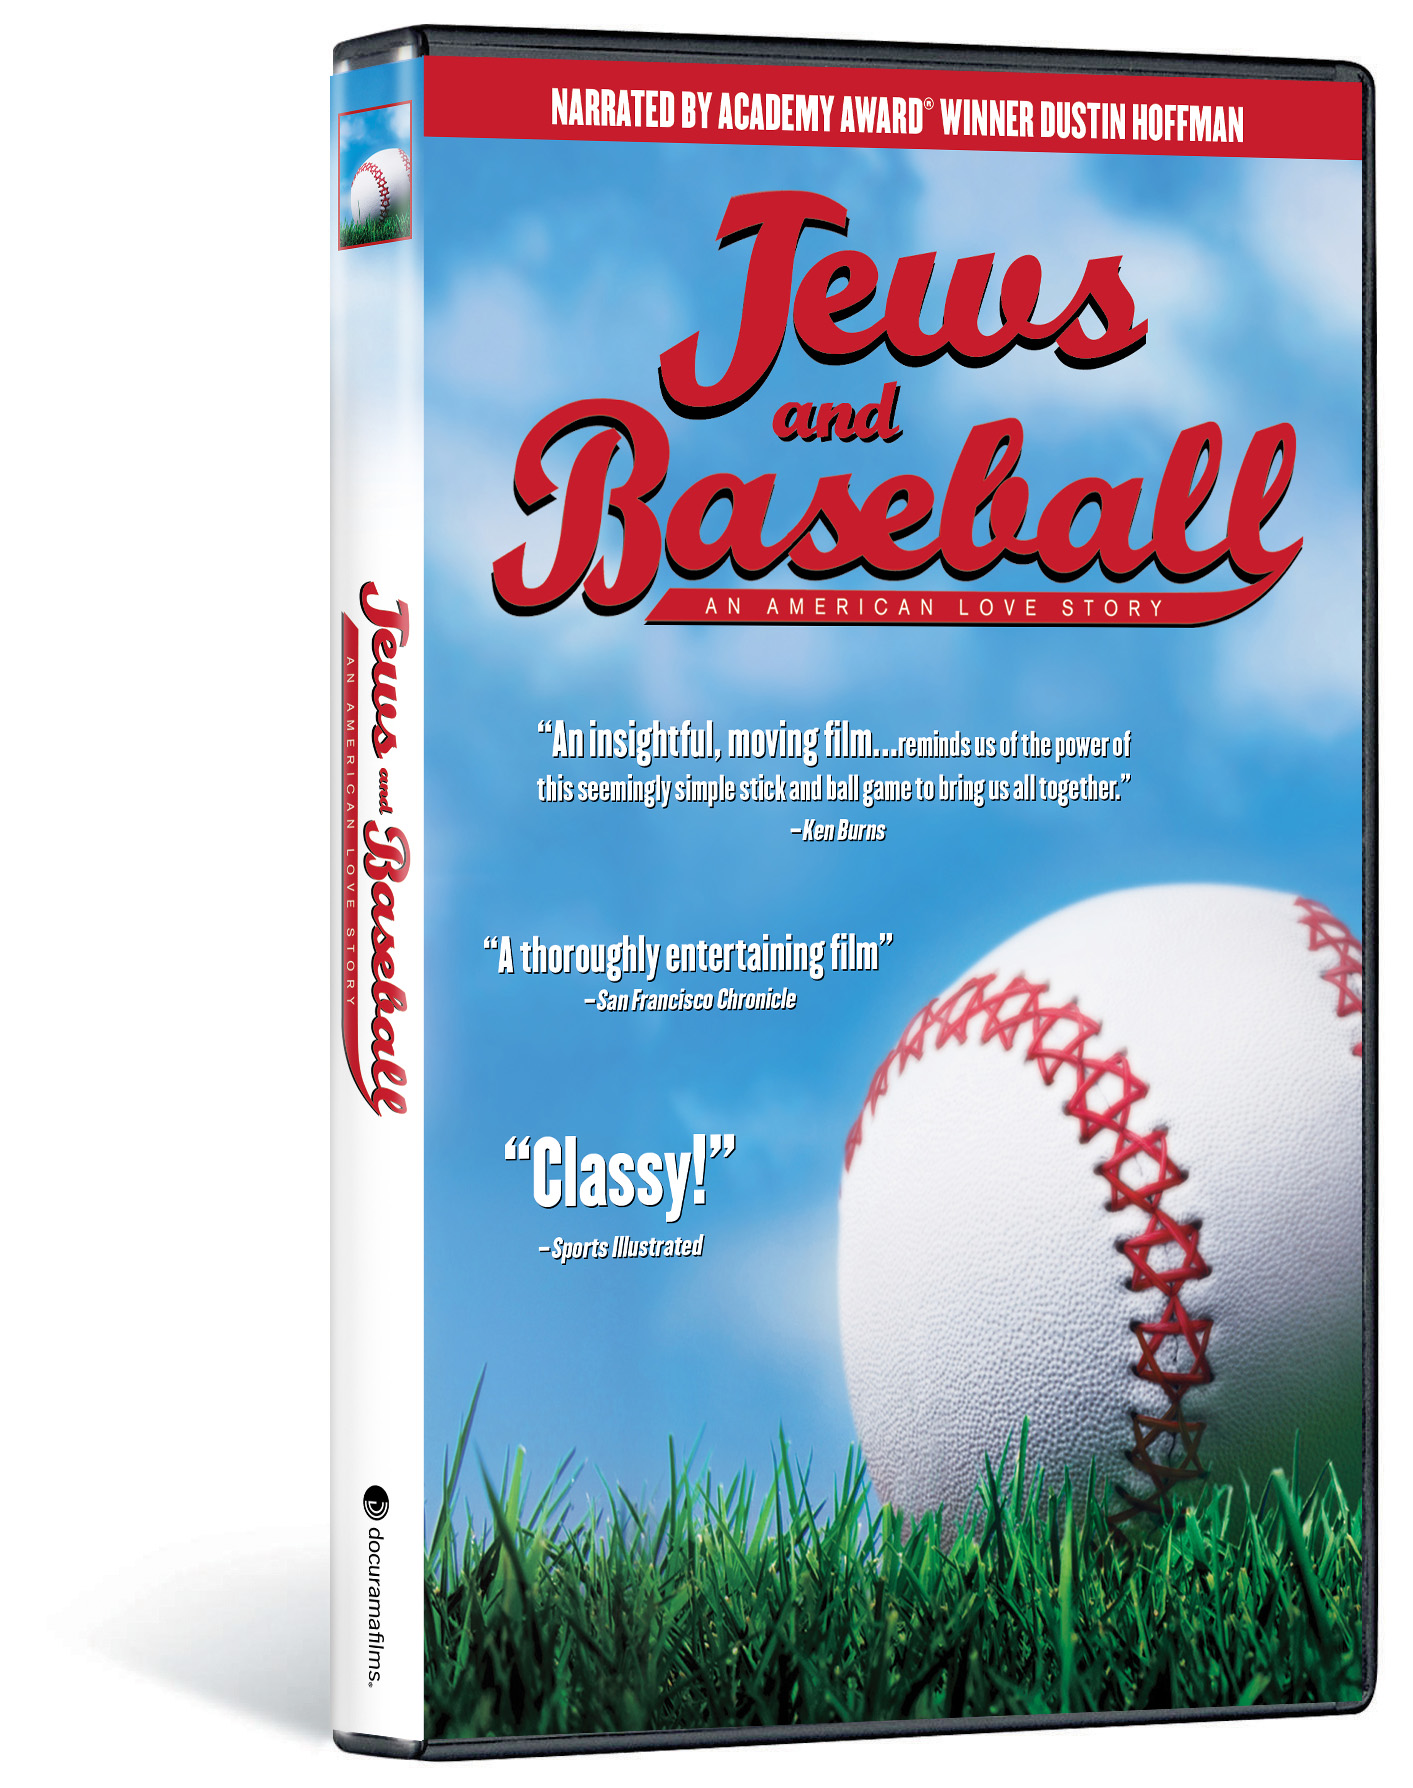 NARRATED BY ACADEMY AWARD® WINNER DUSTIN HOFFMAN
Jews
and
Baseball
AN AMERICAN LOVE STORY
“An insightful, moving film...reminds us of the power of
this seemingly simple stick and ball game to bring us all together.”
–Ken Burns
“A thoroughly entertaining film”
–San Francisco Chronicle
“Classy!”
–Sports Illustrated
Jews and Baseball
AN AMERICAN LOVE STORY
docuramafilms®